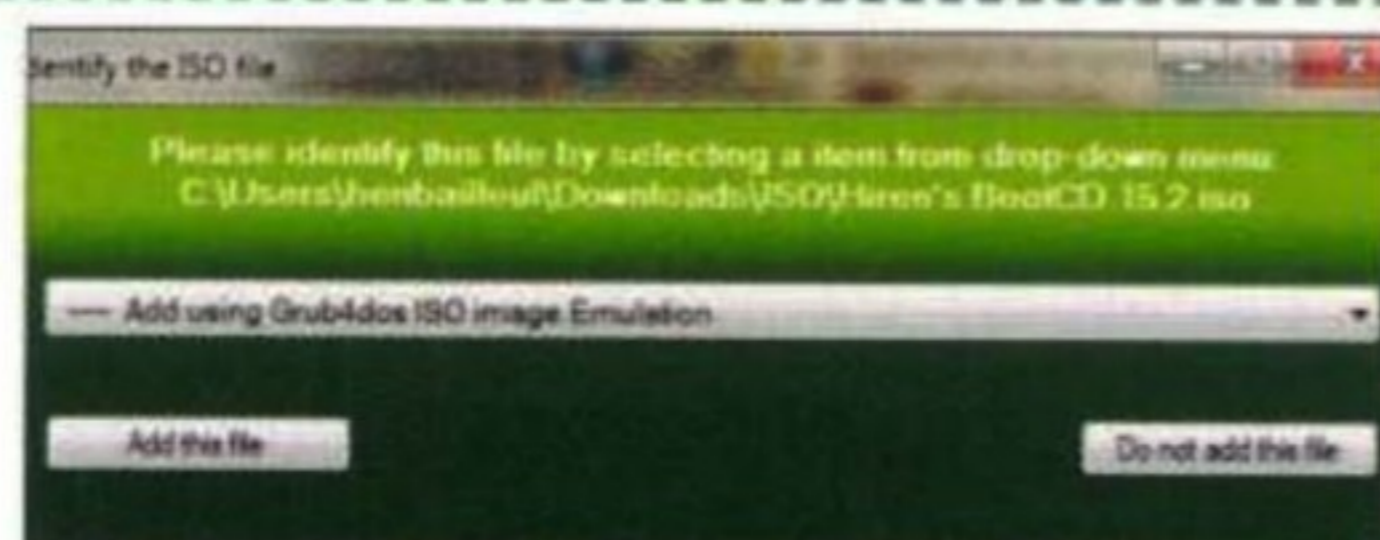 dentify the ISO file
Please identify this file by selecting a item from drop-down menu
C:\Users\benbailleul\Downloads\ISO\Hiren's BootCD 15.2.iso
---- Add using Grub4dos ISO image Emulation
Add this file
Do not add this file